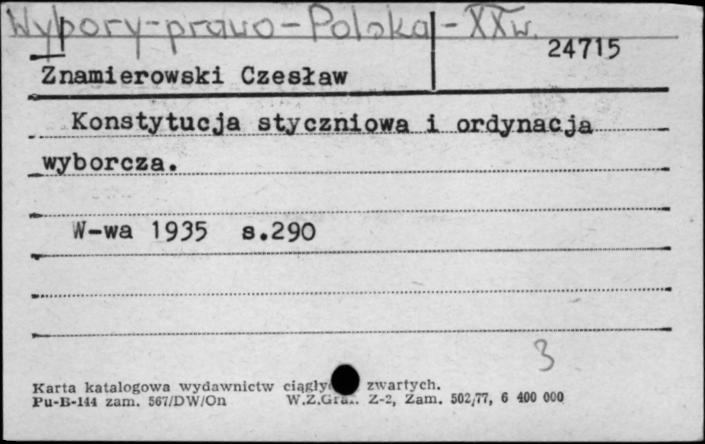 Wybory-prawo-Polska-XXw.
24715
Znamierowski Czesław
Konstytucja styczniowa i ordynacja
wyborcza.
W-wa 1935 s.290
3
Karta katalogowa wydawnictw zwartych.
Pu-B-144 zam. 567/DW/On W.Z.Graf. Z-2, Zam. 502/77, 6 400 000